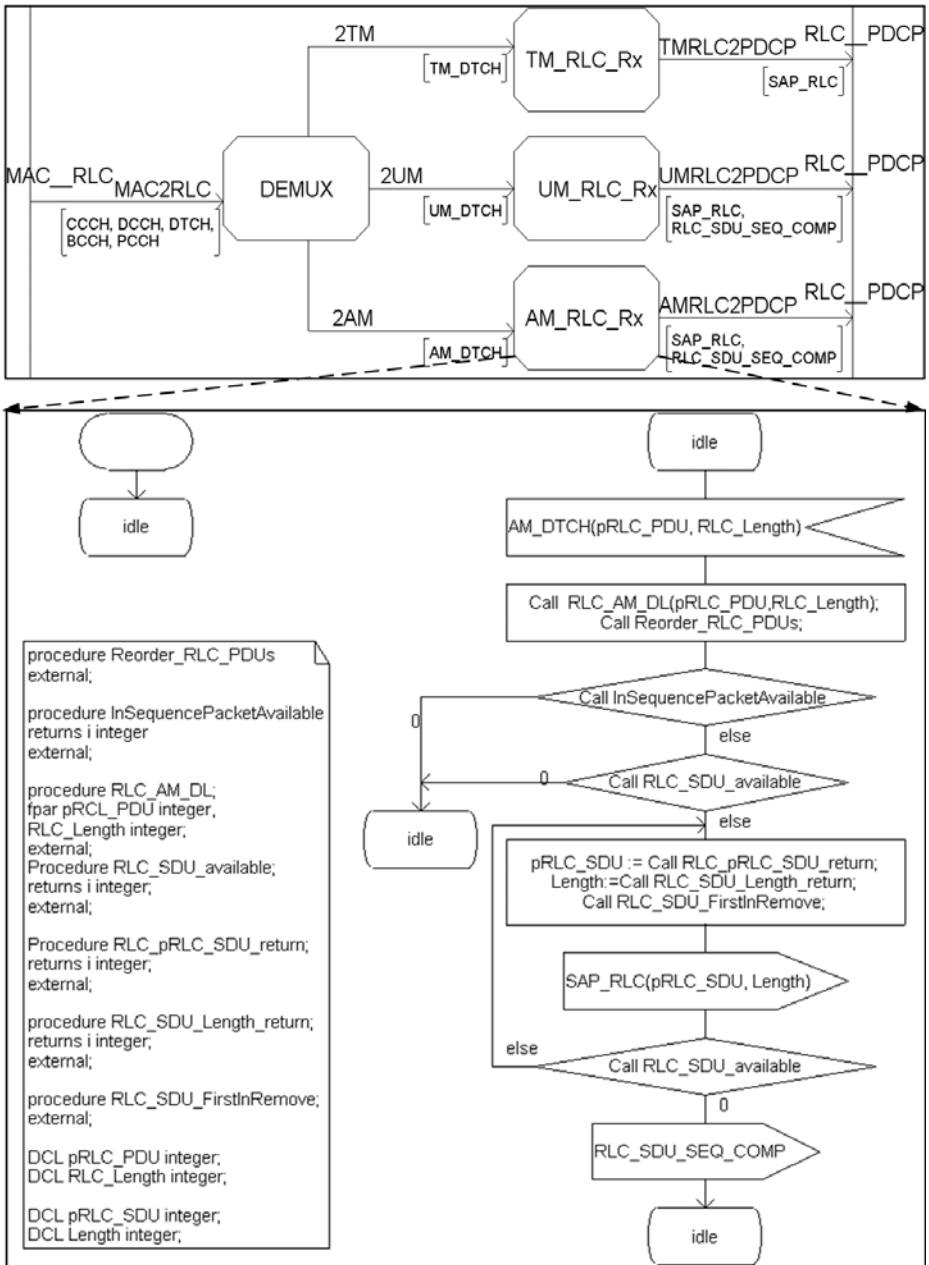 2TM
[TM_DTCH]
TM_RLC_Rx
TMRLC2PDCP
RLC__PDCP
[SAP_RLC]
MAC__RLC
MAC2RLC
[CCCH, DCCH, DTCH,
BCCH, PCCH]
DEMUX
2UM
[UM_DTCH]
UM_RLC_Rx
UMRLC2PDCP
RLC__PDCP
[SAP_RLC,
RLC_SDU_SEQ_COMP]
2AM
[AM_DTCH]
AM_RLC_Rx
AMRLC2PDCP
RLC__PDCP
[SAP_RLC,
RLC_SDU_SEQ_COMP]
idle
procedure Reorder_RLC_PDUs
external;
procedure InSequencePacketAvailable
returns i integer
external;
procedure RLC_AM_DL;
fpar pRCL_PDU integer,
RLC_Length integer;
external;
Procedure RLC_SDU_available;
returns i integer;
external;
Procedure RLC_pRLC_SDU_return;
returns i integer;
external;
procedure RLC_SDU_Length_return;
returns i integer;
external;
procedure RLC_SDU_FirstInRemove;
external;
DCL pRLC_PDU integer;
DCL RLC_Length integer;
DCL pRLC_SDU integer;
DCL Length integer;
idle
AM_DTCH(pRLC_PDU, RLC_Length)
Call RLC_AM_DL(pRLC_PDU,RLC_Length);
Call Reorder_RLC_PDUs;
Call InSequencePacketAvailable
0
else
Call RLC_SDU_available
0
else
idle
pRLC_SDU := Call RLC_pRLC_SDU_return;
Length:=Call RLC_SDU_Length_return;
Call RLC_SDU_FirstInRemove;
SAP_RLC(pRLC_SDU, Length)
else
Call RLC_SDU_available
0
RLC_SDU_SEQ_COMP
idle